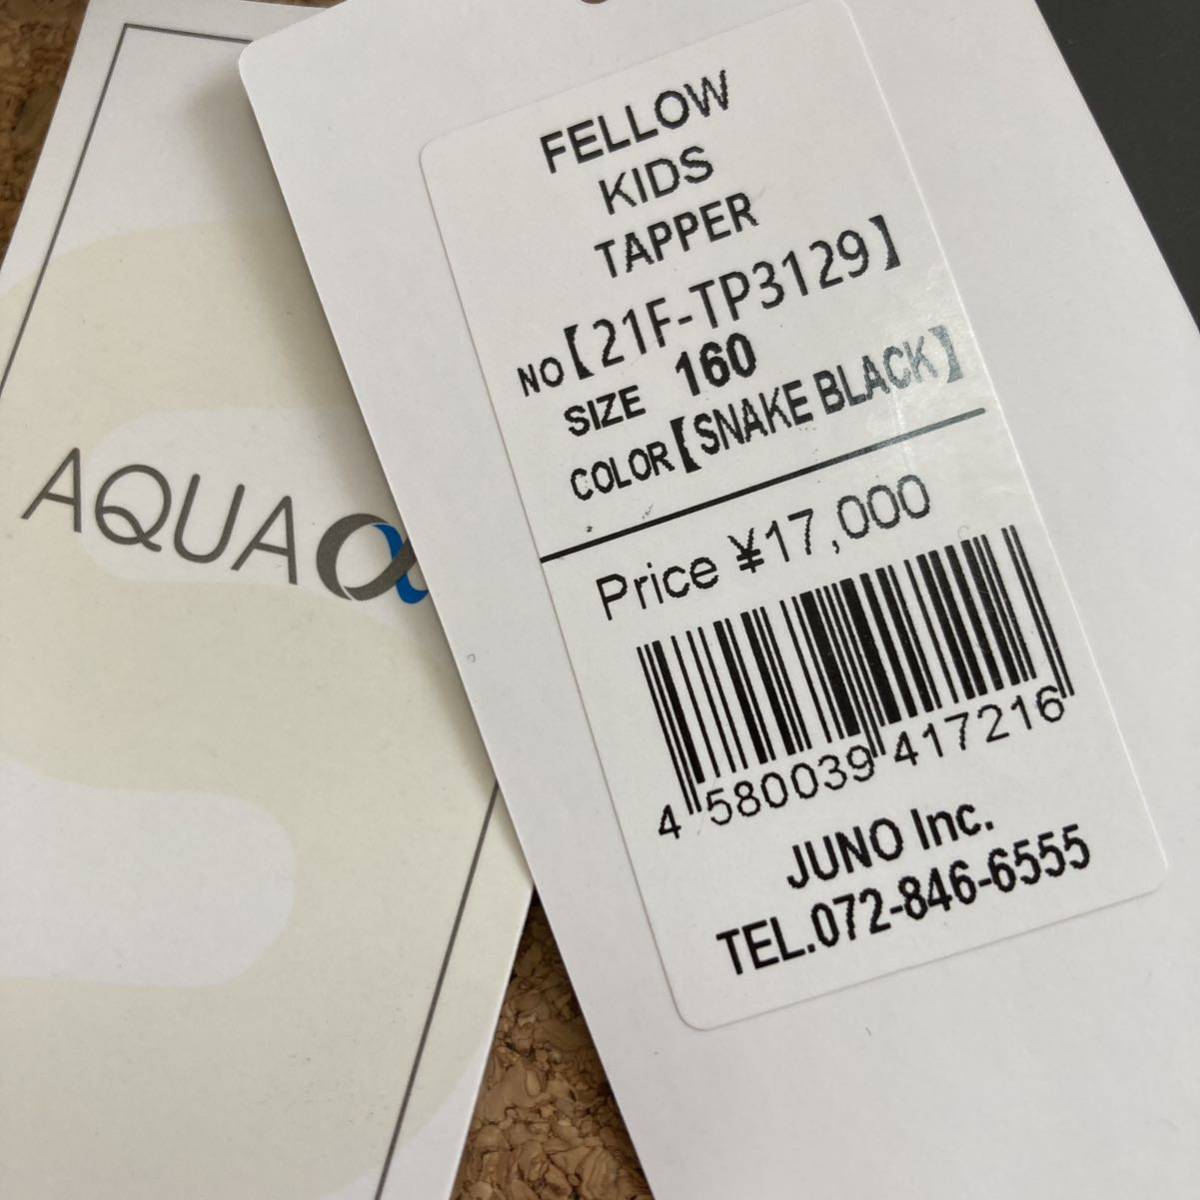 AQUAα
FELLOW
KIDS
TAPPER
NO【21F-TP3129】
SIZE 160
COLOR【SNAKE BLACK】
Price ¥17,000
4 580039 417216
JUNO Inc.
TEL.072-846-6555